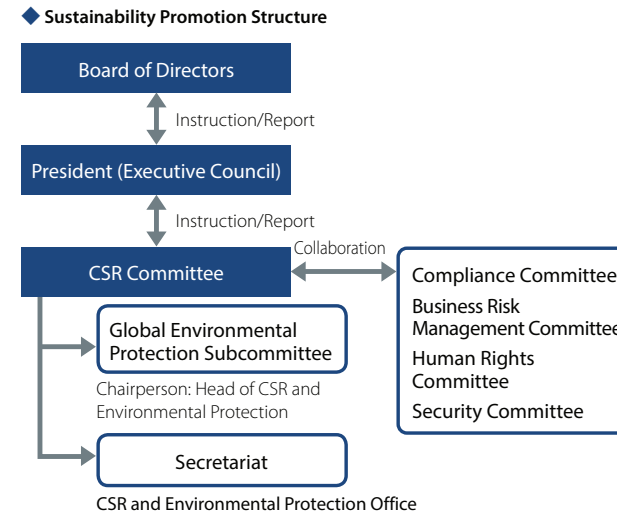 ◆ Sustainability Promotion Structure
Board of Directors
Instruction/Report
President (Executive Council)
Instruction/Report
Collaboration
CSR Committee
Compliance Committee
Business Risk
Management Committee
Human Rights
Committee
Security Committee
Global Environmental
Protection Subcommittee
Chairperson: Head of CSR and
Environmental Protection
Secretariat
CSR and Environmental Protection Office